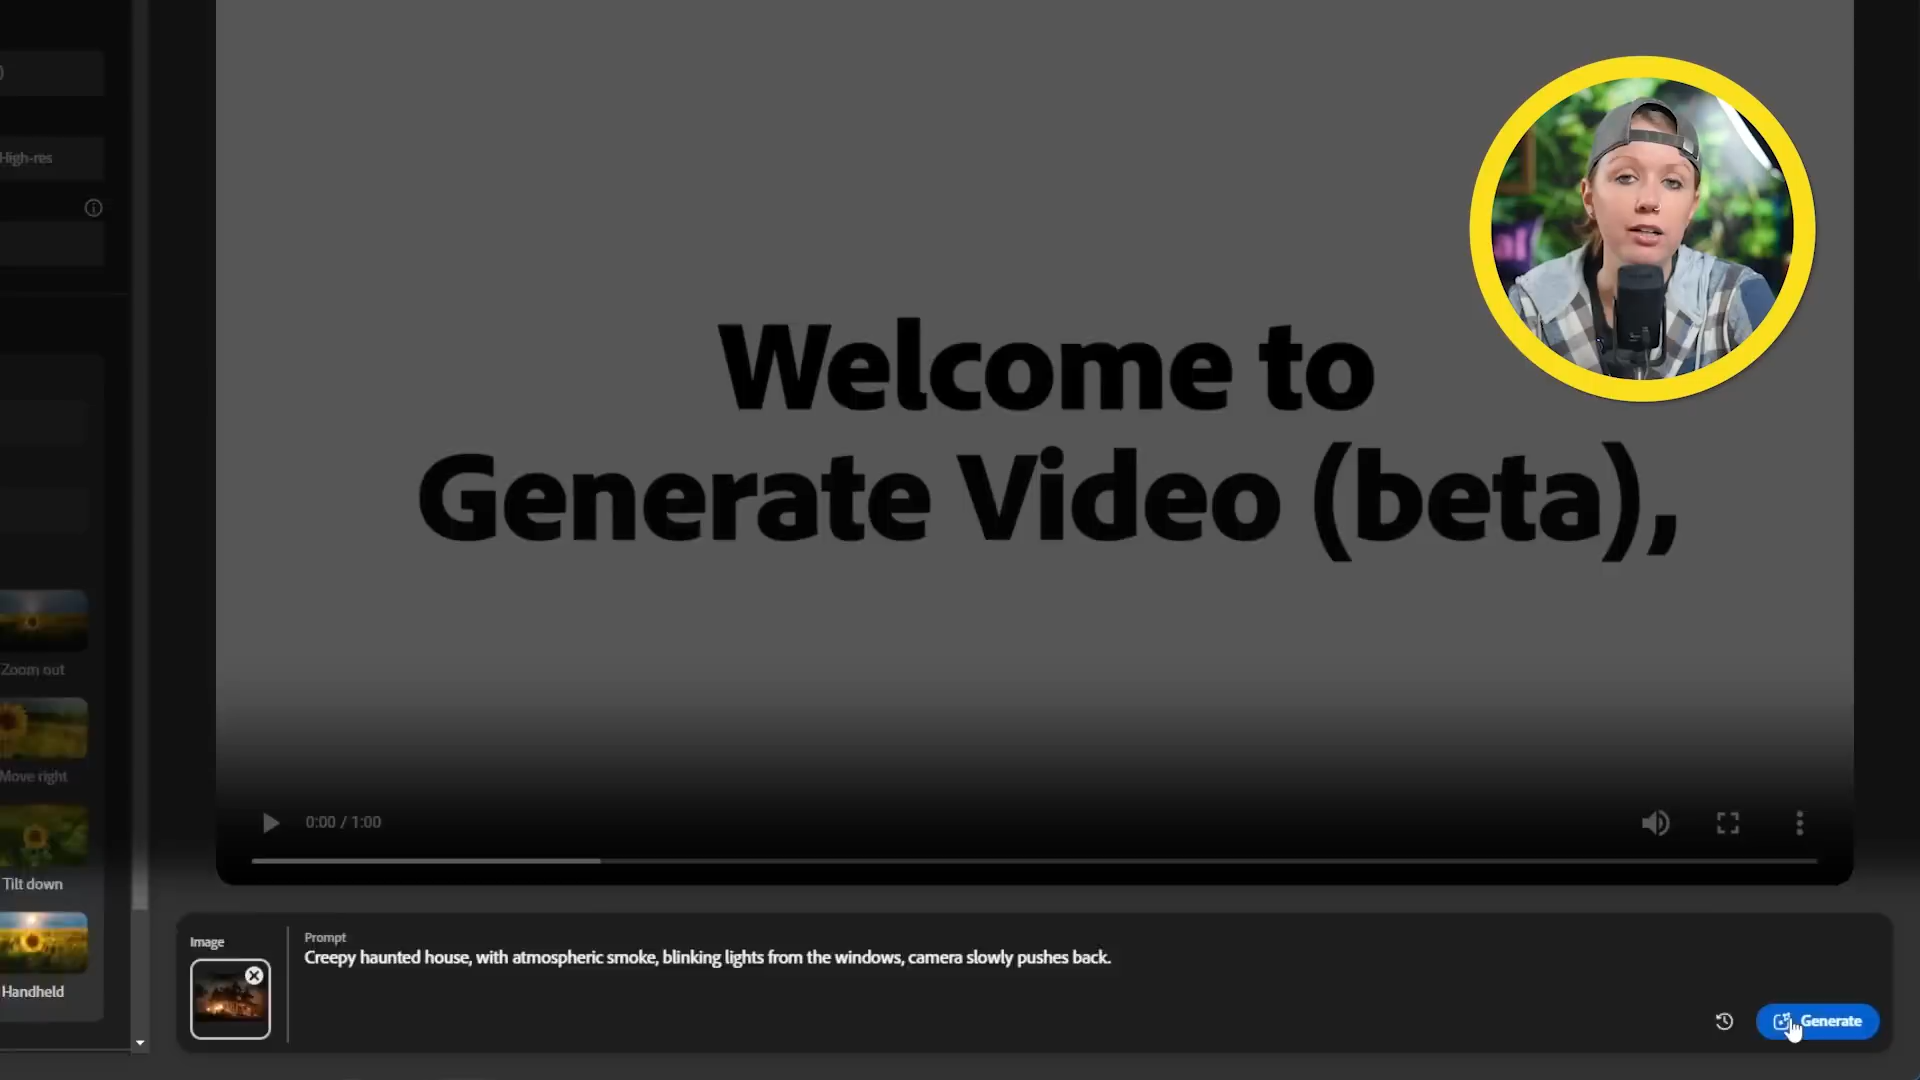 High-res
Welcome to
Generate Video (beta),
Zoom out
Move right
0:00 / 1:00
Tilt down
Image
Prompt
Creepy haunted house, with atmospheric smoke, blinking lights from the windows, camera slowly pushes back.
Handheld
Generate